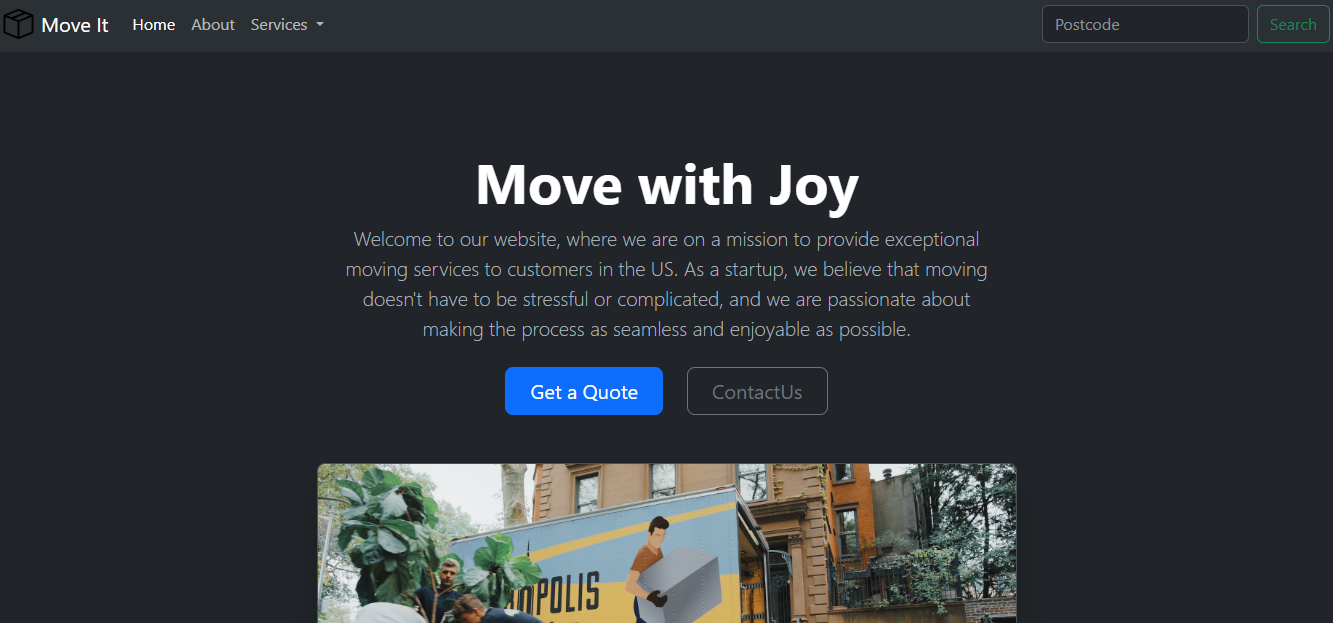 Move It Home About Services Postcode Search
Move with Joy
Welcome to our website, where we are on a mission to provide exceptional
moving services to customers in the US. As a startup, we believe that moving
doesn't have to be stressful or complicated, and we are passionate about
making the process as seamless and enjoyable as possible.
Get a Quote ContactUs